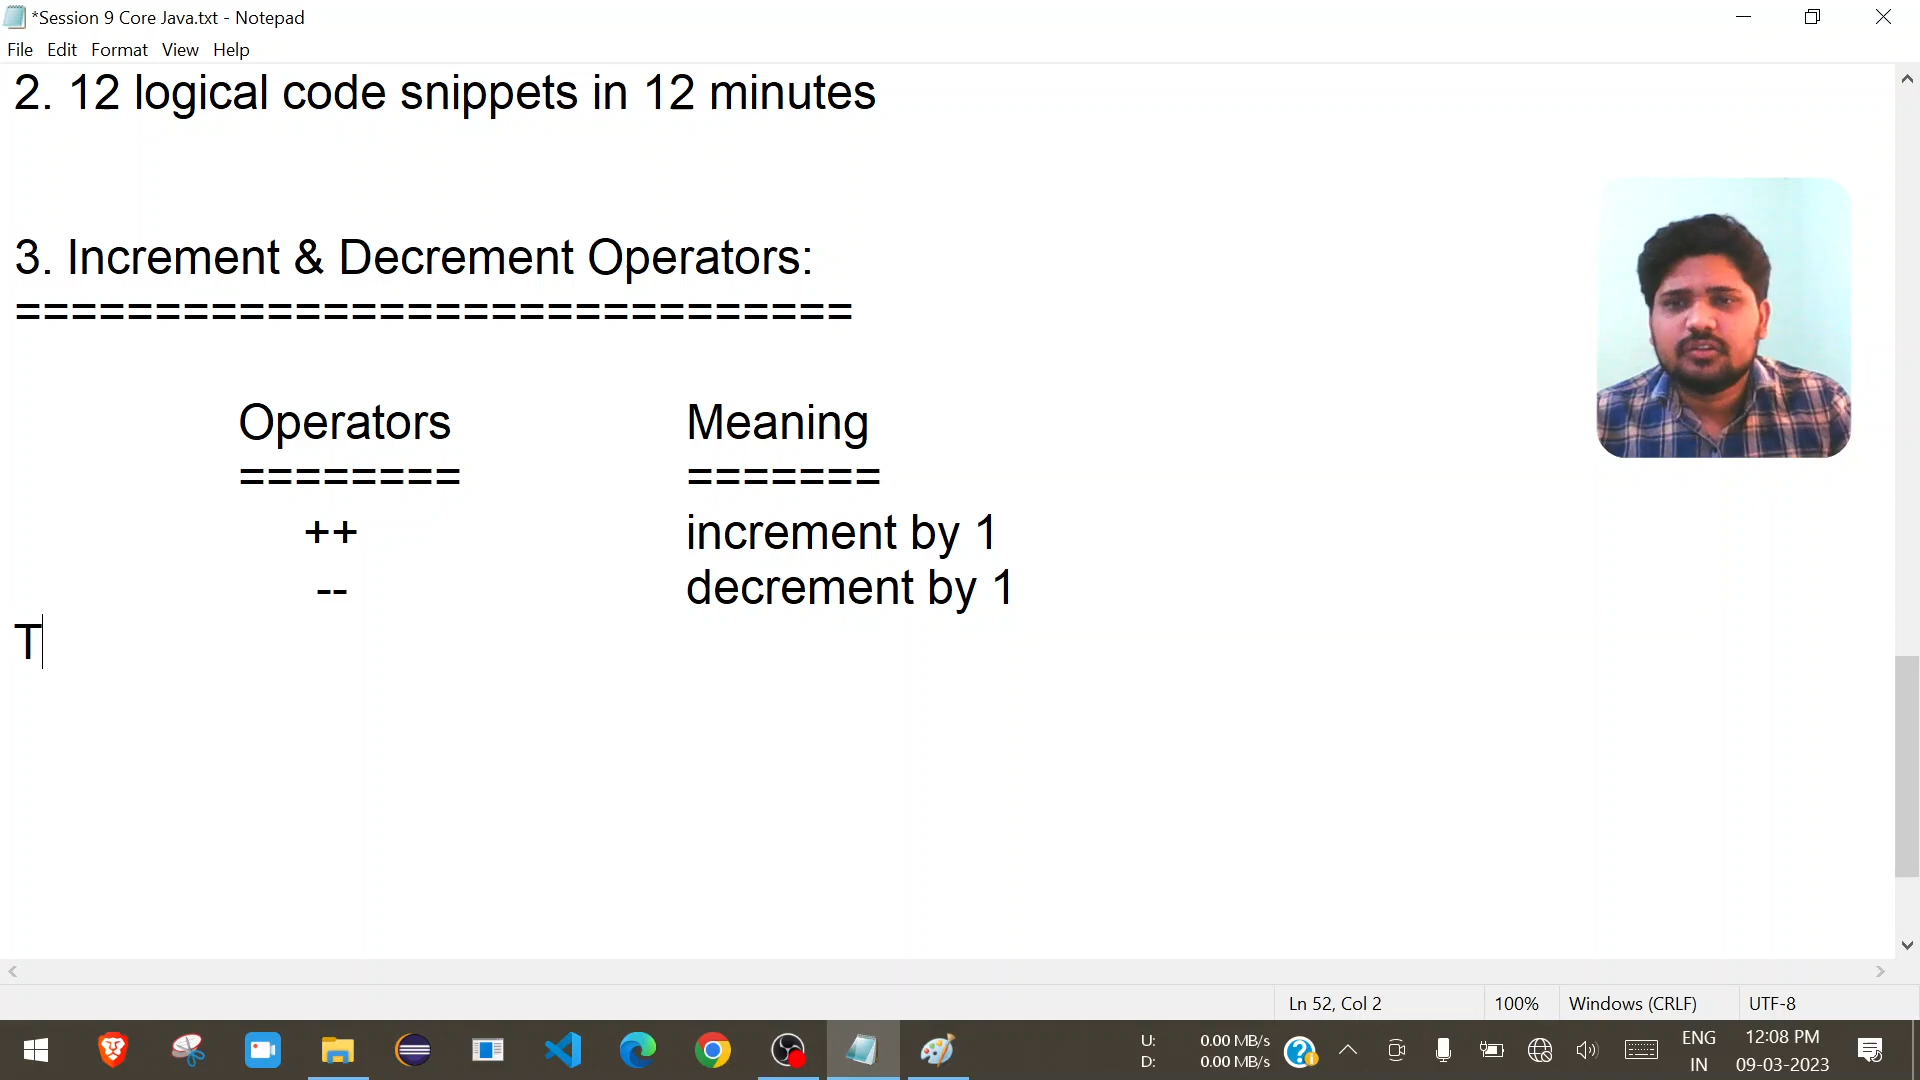 *Session 9 Core Java.txt - Notepad
File Edit Format View Help
2. 12 logical code snippets in 12 minutes
3. Increment & Decrement Operators:
==============================
Operators Meaning
======== =======
++ increment by 1
-- decrement by 1
T
Ln 52, Col 2 100% Windows (CRLF) UTF-8
U: 0.00 MB/s
D: 0.00 MB/s
ENG
IN
12:08 PM
09-03-2023